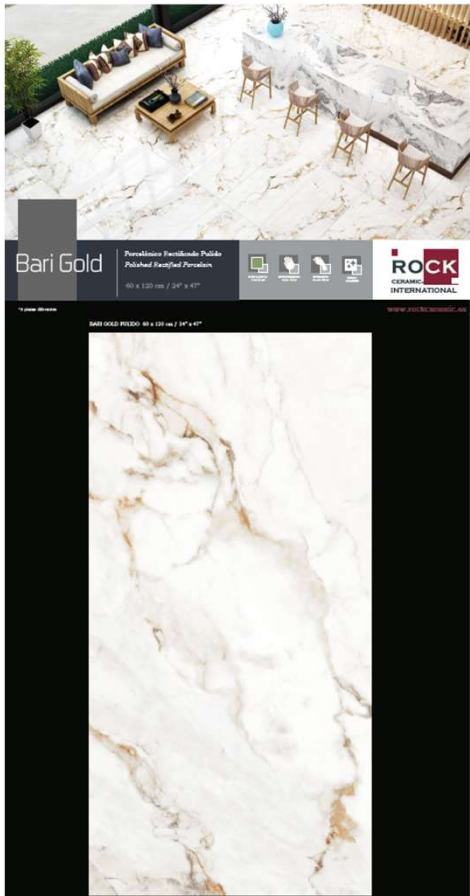 Bari Gold
Porcelánico Rectificado Pulido
Polished Rectified Porcelain
60 x 120 cm / 24" x 47"
ROCK
CERAMIC
INTERNATIONAL
www.rockceramic.es
BARI GOLD PULIDO 60 x 120 cm / 24" x 47"